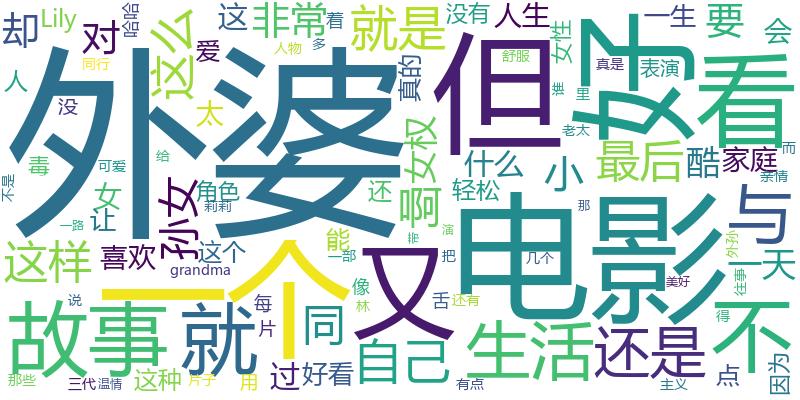 却
Lily
哈哈
对
这
非常
着
就是
没有
人生
一生
要
会
这么
爱
人物
多
真的
但
舒服
女性
好
真是
表演
看
人
同行
没
太
外婆
谁
里
毒
可爱
给
女权
啊
什么
小
老太
最后
酷
家庭
而
亲情
不是
女
让
孙女
角色
莉莉
还
轻松
电影
那
与
一路
这样
喜欢
这个
能
一部
带
演
又
把
几个
外孙
往事
一天
grandma
一个
美好
故事
说
就
每
片
同
像
林
舌
还有
自己
生活
还是
得
不
那些
三代
温情
这种
片子
用
过
好看
有点
主义
点
因为